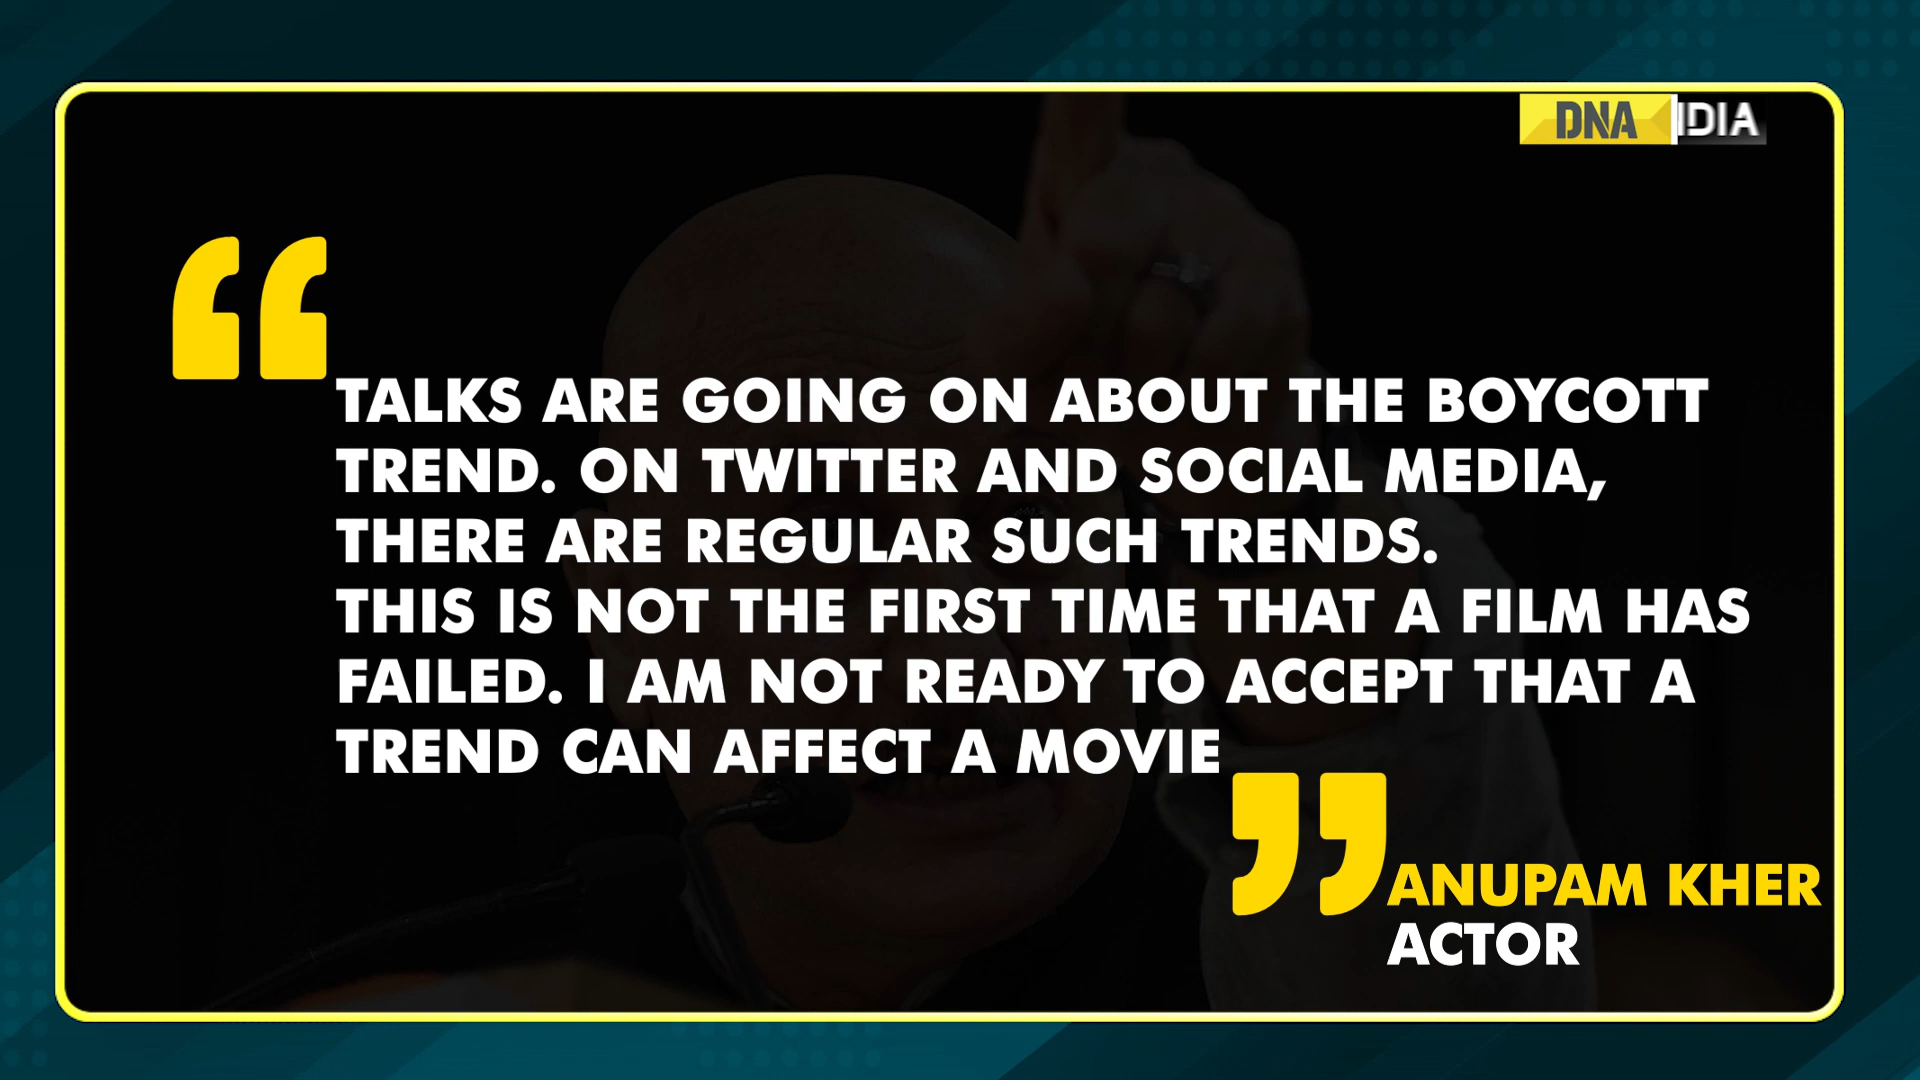 DNA
IDIA
“
TALKS ARE GOING ON ABOUT THE BOYCOTT
TREND. ON TWITTER AND SOCIAL MEDIA,
THERE ARE REGULAR SUCH TRENDS.
THIS IS NOT THE FIRST TIME THAT A FILM HAS
FAILED. I AM NOT READY TO ACCEPT THAT A
TREND CAN AFFECT A MOVIE
”
ANUPAM KHER
ACTOR